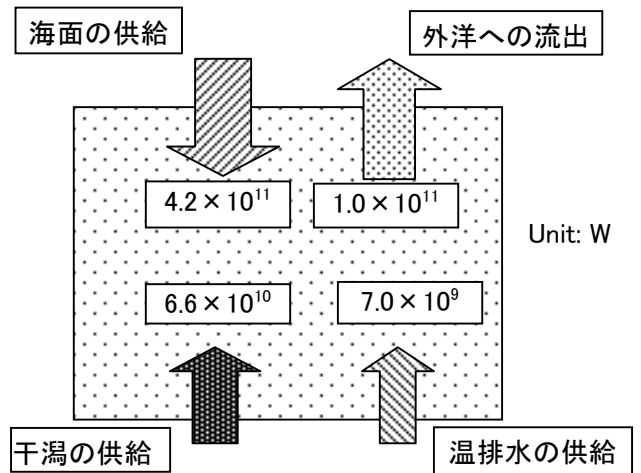 海面の供給
外洋への流出
4.2 × 10¹¹
1.0 × 10¹¹
Unit: W
6.6 × 10¹⁰
7.0 × 10⁹
干潟の供給
温排水の供給